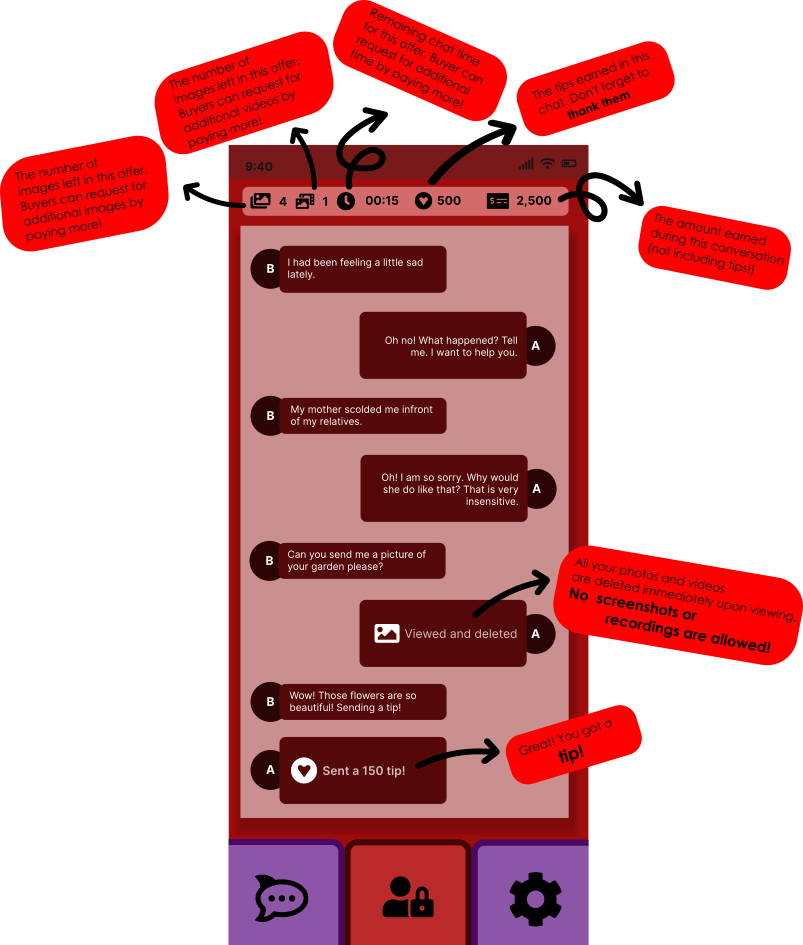 Remaining chat time
for this offer. Buyer can
request for additional
time by paying more!
The number of
images left in this offer.
Buyers can request for
additional videos by
paying more!
The tips earned in this
chat. Don't forget to
thank them
The number of
images left in this offer.
Buyers can request for
additional images by
paying more!
9:40
4 1 00:15 500 2,500
The amount earned
during this conversation
(not including tips!)
B
I had been feeling a little sad
lately.
Oh no! What happened? Tell
me. I want to help you.
A
B
My mother scolded me infront
of my relatives.
Oh! I am so sorry. Why would
she do like that? That is very
insensitive.
A
B
Can you send me a picture of
your garden please?
All your photos and videos
are deleted immediately upon viewing.
No screenshots or
recordings are allowed!
Viewed and deleted
A
B
Wow! Those flowers are so
beautiful! Sending a tip!
A
Sent a 150 tip!
Great! You got a
tip!